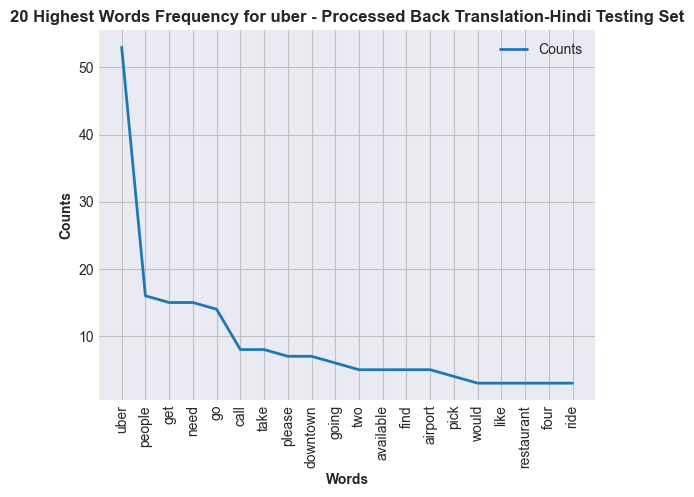 20 Highest Words Frequency for uber - Processed Back Translation-Hindi Testing Set
Counts
50
40
30
20
10
Counts
uber
people
get
need
go
call
take
please
downtown
going
two
available
find
airport
pick
would
like
restaurant
four
ride
Words